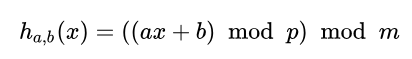 h_{a,b}(x) = ((ax + b) mod p) mod m